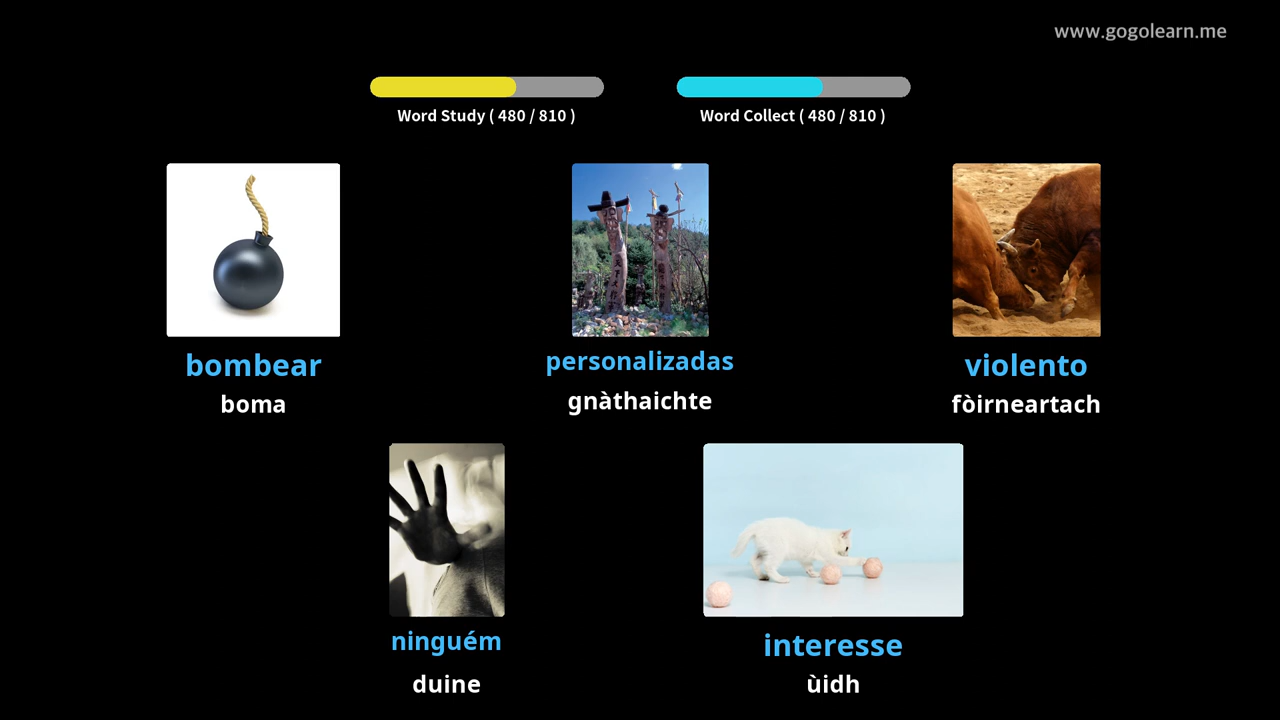 www.gogolearn.me
Word Study ( 480 / 810 )
Word Collect ( 480 / 810 )
bombear
boma
personalizadas
gnàthaichte
violento
fòirneartach
ninguém
duine
interesse
ùidh